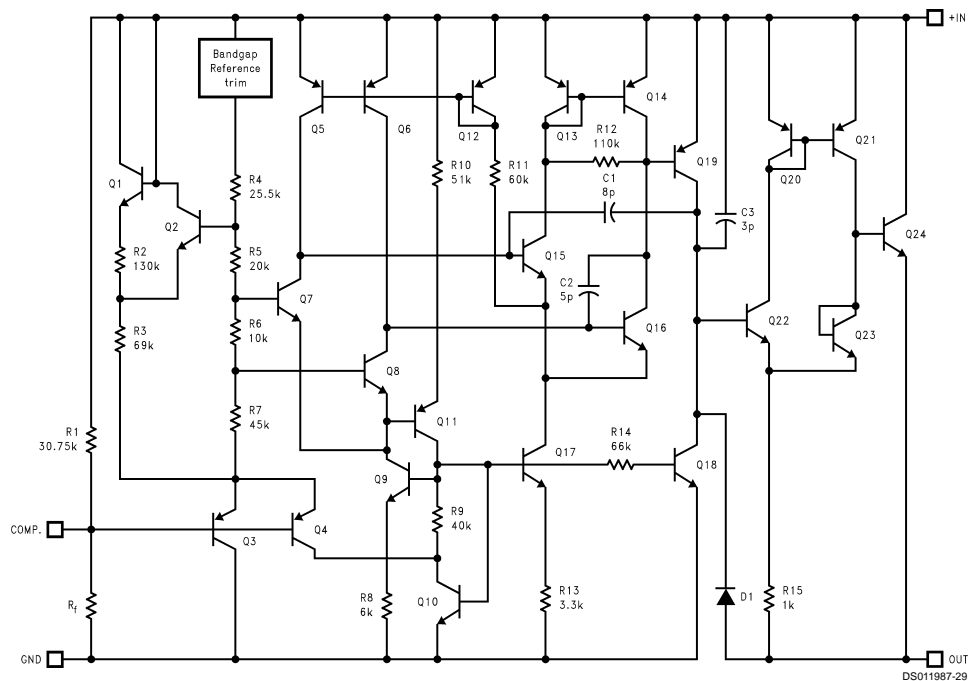 +IN
Bandgap
Reference
trim
Q5
Q6
Q12
Q13
Q14
R12
110k
Q19
Q20
Q21
Q1
R4
25.5k
R10
51k
R11
60k
C1
8p
C3
3p
Q2
Q24
R2
130k
R5
20k
Q15
Q7
C2
5p
R3
69k
R6
10k
Q16
Q22
Q23
Q8
R7
45k
Q11
R1
30.75k
Q17
R14
66k
Q18
Q9
R9
40k
COMP.
Q3
Q4
Rf
R8
6k
Q10
R13
3.3k
D1
R15
1k
GND
OUT
DS011987-29